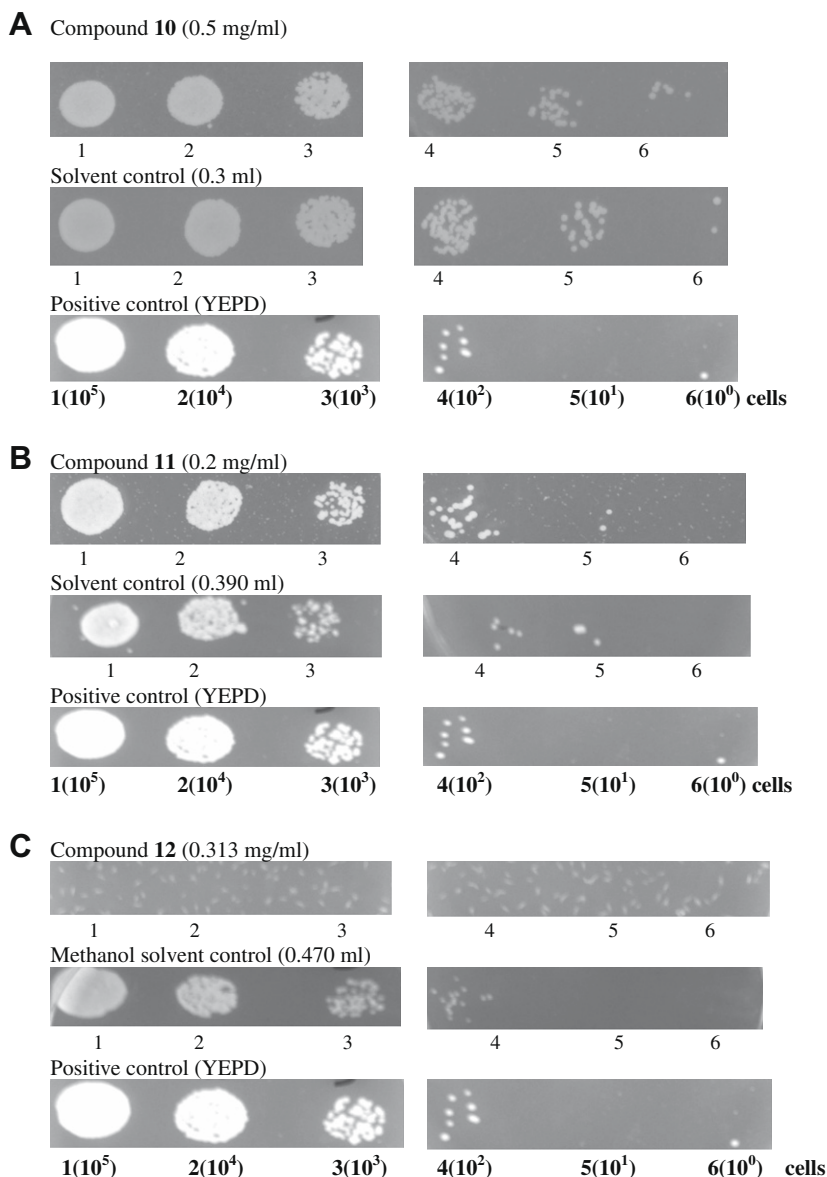 A Compound 10 (0.5 mg/ml)
1 2 3 4 5 6
Solvent control (0.3 ml)
1 2 3 4 5 6
Positive control (YEPD)
1(10⁵) 2(10⁴) 3(10³) 4(10²) 5(10¹) 6(10⁰) cells
B Compound 11 (0.2 mg/ml)
1 2 3 4 5 6
Solvent control (0.390 ml)
1 2 3 4 5 6
Positive control (YEPD)
1(10⁵) 2(10⁴) 3(10³) 4(10²) 5(10¹) 6(10⁰) cells
C Compound 12 (0.313 mg/ml)
1 2 3 4 5 6
Methanol solvent control (0.470 ml)
1 2 3 4 5 6
Positive control (YEPD)
1(10⁵) 2(10⁴) 3(10³) 4(10²) 5(10¹) 6(10⁰) cells